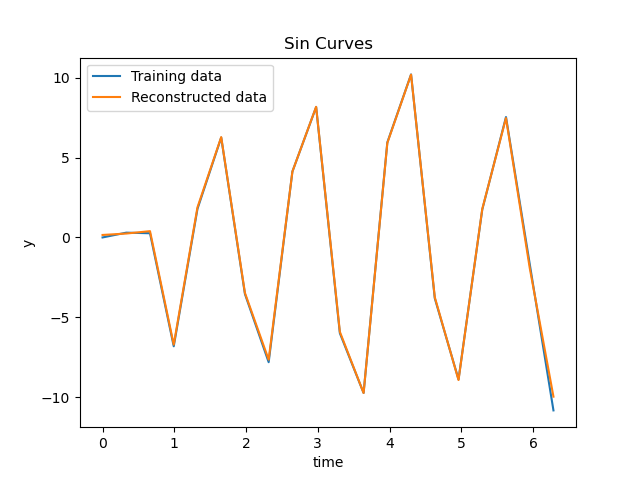 Sin Curves
Training data
Reconstructed data
10
5
0
−5
−10
y
0 1 2 3 4 5 6
time